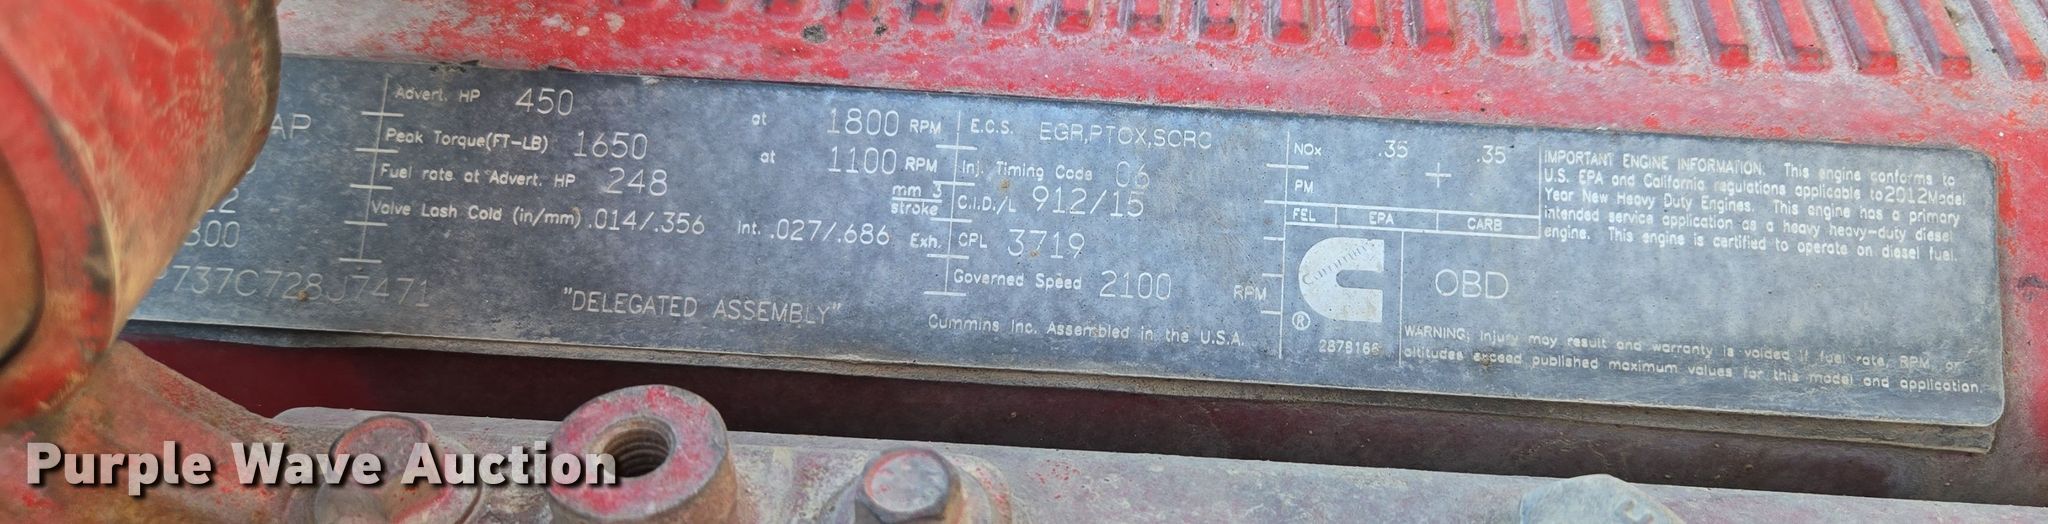 Advert. HP 450 at 1800 RPM
Peak Torque(FT-LB) 1650 at 1100 RPM
Fuel rate at Advert. HP 248 mm 3 stroke
Valve Lash Cold (in/mm) .014/.356 Int. .027/.686 Exh.
AP
737C728J7471
"DELEGATED ASSEMBLY"
E.C.S. EGR,PTOX,SCRC
Inj. Timing Code 06
C.I.D./L 912/15
CPL 3719
Governed Speed 2100 RPM
Cummins Inc. Assembled in the U.S.A.
NOx .35 .35
PM +
FEL EPA CARB
Cummins
®
2878166
OBD
IMPORTANT ENGINE INFORMATION. This engine conforms to
U.S. EPA and California regulations applicable to 2012 Model
Year New Heavy Duty Engines. This engine has a primary
intended service application as a heavy heavy-duty diesel
engine. This engine is certified to operate on diesel fuel.
WARNING; Injury may result and warranty is voided if fuel rate, RPM, or
altitudes exceed published maximum values for this model and application.
Purple Wave Auction